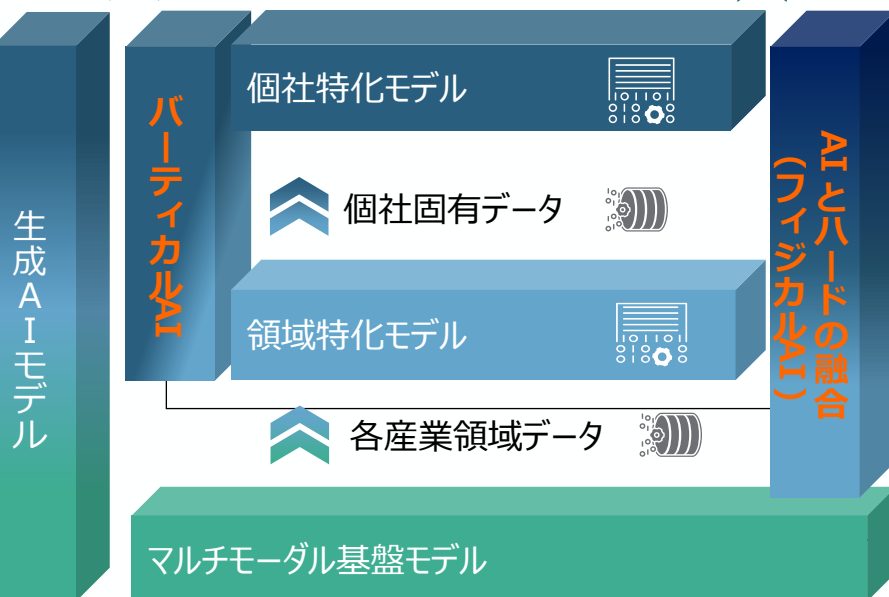 生成AIモデル
バーティカルAI
個社特化モデル
個社固有データ
領域特化モデル
各産業領域データ
マルチモーダル基盤モデル
AIとハードの融合
(フィジカルAI)